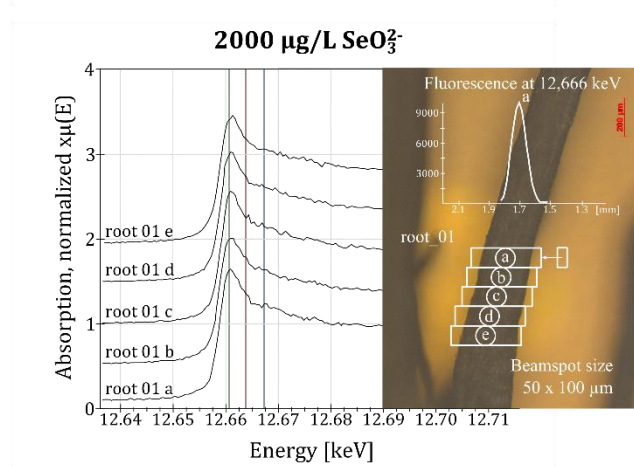 2000 μg/L SeO₃²⁻
Absorption, normalized xμ(E)
4
3
2
1
0
root 01 e
root 01 d
root 01 c
root 01 b
root 01 a
12.64 12.65 12.66 12.67 12.68 12.69 12.70 12.71
Energy [keV]
Fluorescence at 12,666 keV
a
9000
6000
3000
2.1 1.9 1.7 1.5 1.3 [mm]
200 μm
root_01
a
b
c
d
e
Beamspot size
50 x 100 μm